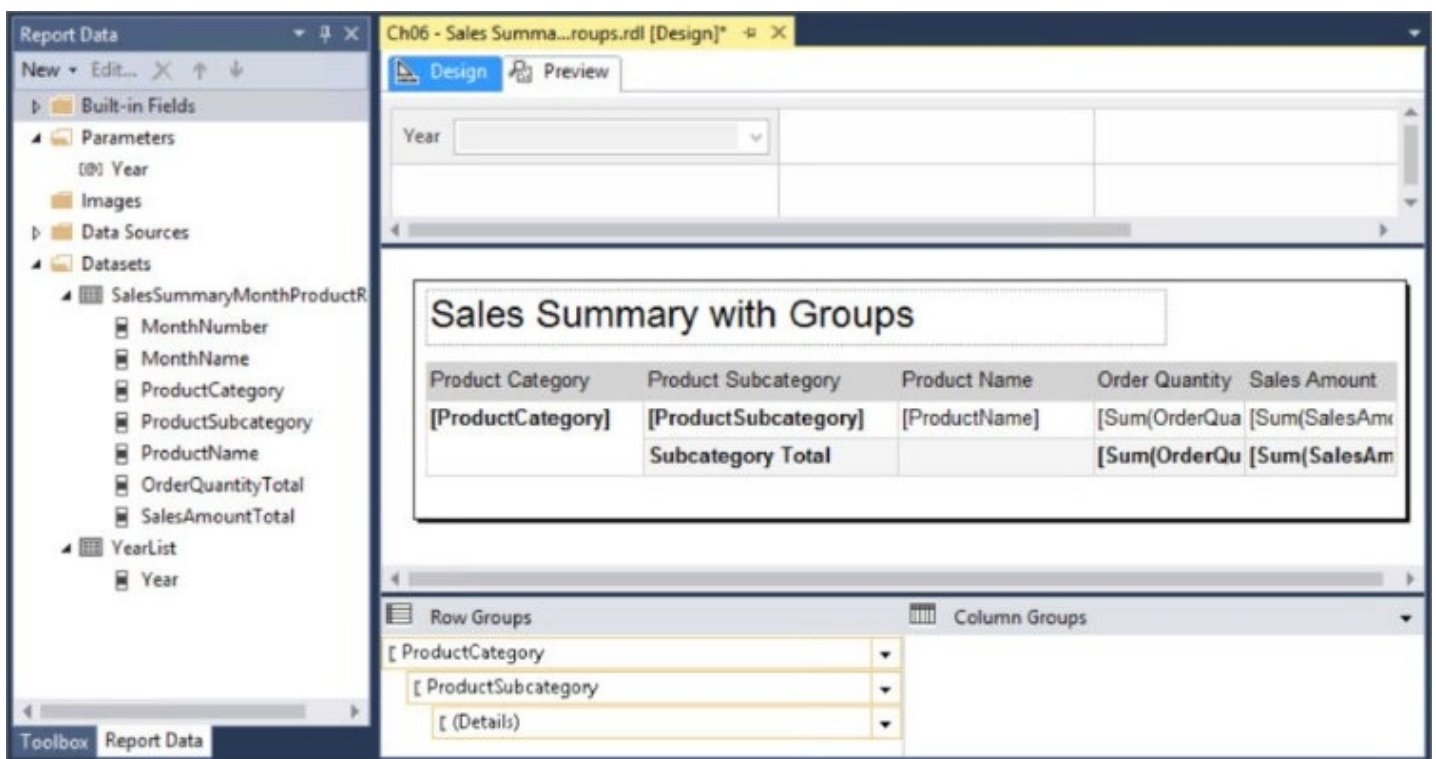 Report Data
New Edit...
Built-in Fields
Parameters
[@] Year
Images
Data Sources
Datasets
SalesSummaryMonthProductR
MonthNumber
MonthName
ProductCategory
ProductSubcategory
ProductName
OrderQuantityTotal
SalesAmountTotal
YearList
Year
Toolbox Report Data
Ch06 - Sales Summa...roups.rdl [Design]*
Design Preview
Year
Sales Summary with Groups
Product Category Product Subcategory Product Name Order Quantity Sales Amount
[ProductCategory] [ProductSubcategory] [ProductName] [Sum(OrderQua [Sum(SalesAmo
Subcategory Total [Sum(OrderQu [Sum(SalesAm
Row Groups Column Groups
[ ProductCategory
[ ProductSubcategory
[ (Details)